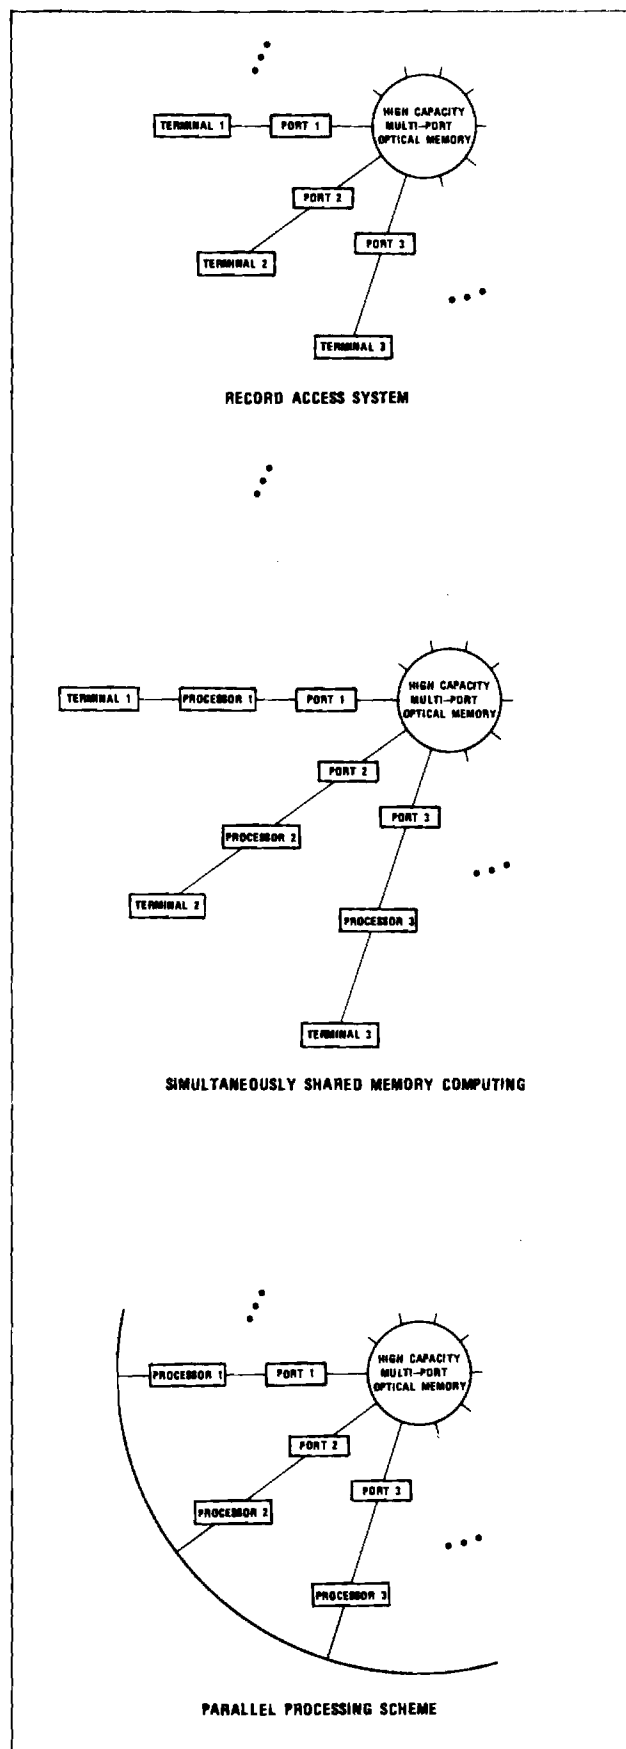 HIGH CAPACITY
MULTI-PORT
OPTICAL MEMORY
TERMINAL 1
PORT 1
PORT 2
TERMINAL 2
PORT 3
TERMINAL 3
RECORD ACCESS SYSTEM
HIGH CAPACITY
MULTI-PORT
OPTICAL MEMORY
TERMINAL 1
PROCESSOR 1
PORT 1
PORT 2
PORT 3
PROCESSOR 2
TERMINAL 2
PROCESSOR 3
TERMINAL 3
SIMULTANEOUSLY SHARED MEMORY COMPUTING
HIGH CAPACITY
MULTI-PORT
OPTICAL MEMORY
PROCESSOR 1
PORT 1
PORT 2
PORT 3
PROCESSOR 2
PROCESSOR 3
PARALLEL PROCESSING SCHEME